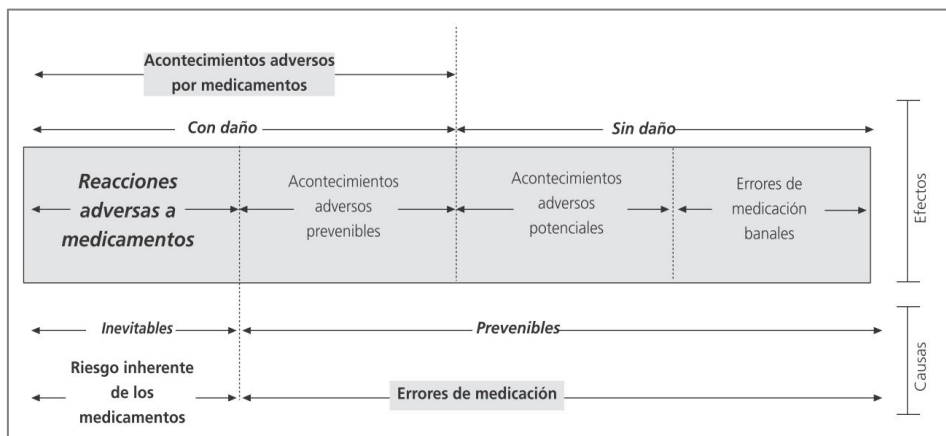 Acontecimientos adversos
por medicamentos
Con daño
Sin daño
Reacciones
adversas a
medicamentos
Acontecimientos
adversos
prevenibles
Acontecimientos
adversos
potenciales
Errores de
medicación
banales
Efectos
Inevitables
Prevenibles
Riesgo inherente
de los
medicamentos
Errores de medicación
Causas